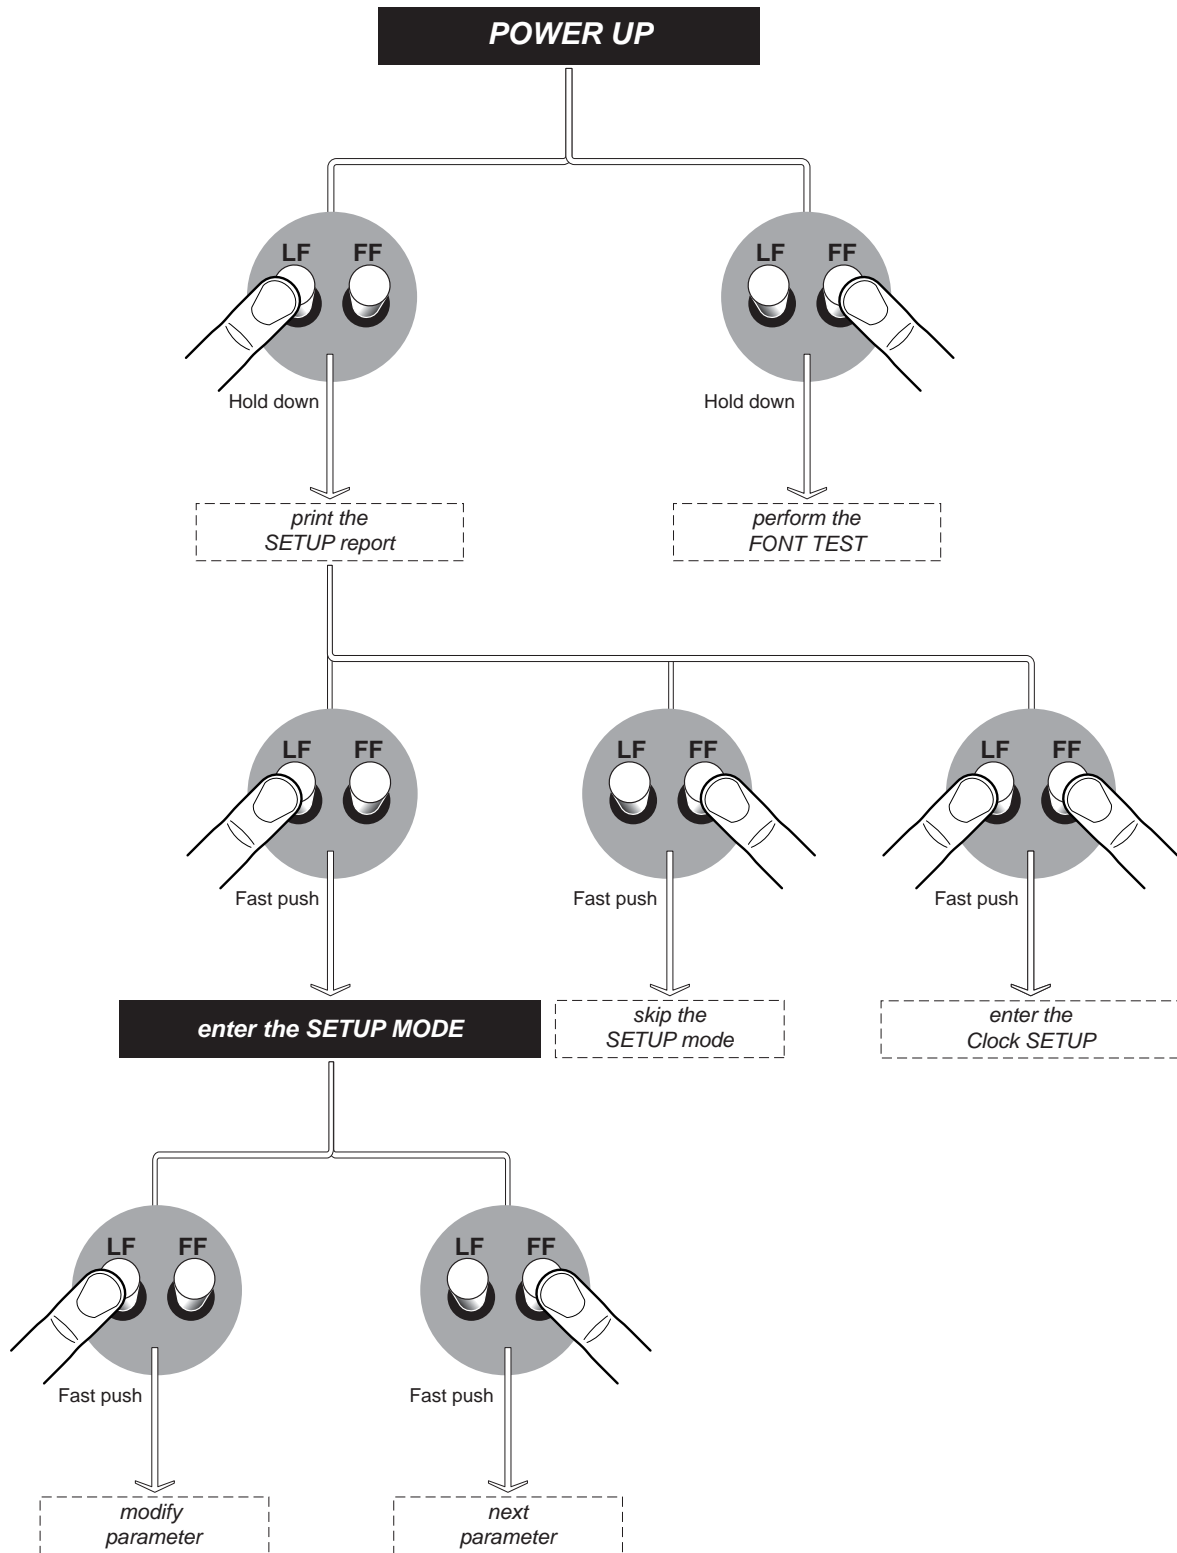 POWER UP
LF FF
LF FF
Hold down
Hold down
print the
SETUP report
perform the
FONT TEST
LF FF
LF FF
LF FF
Fast push
Fast push
Fast push
enter the SETUP MODE
skip the
SETUP mode
enter the
Clock SETUP
LF FF
LF FF
Fast push
Fast push
modify
parameter
next
parameter